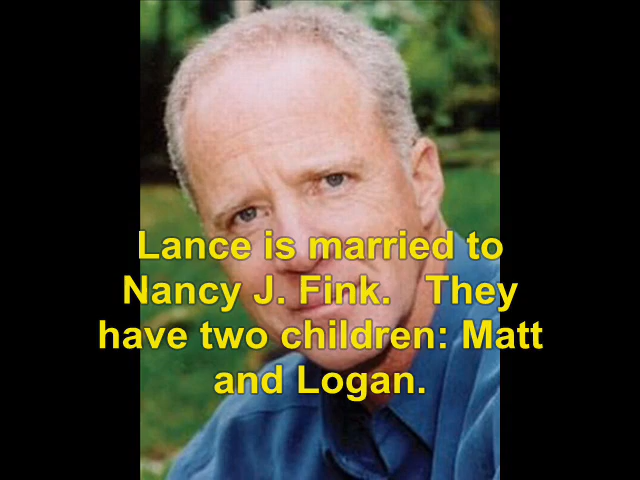 Lance is married to
Nancy J. Fink.   They
have two children: Matt
and Logan.